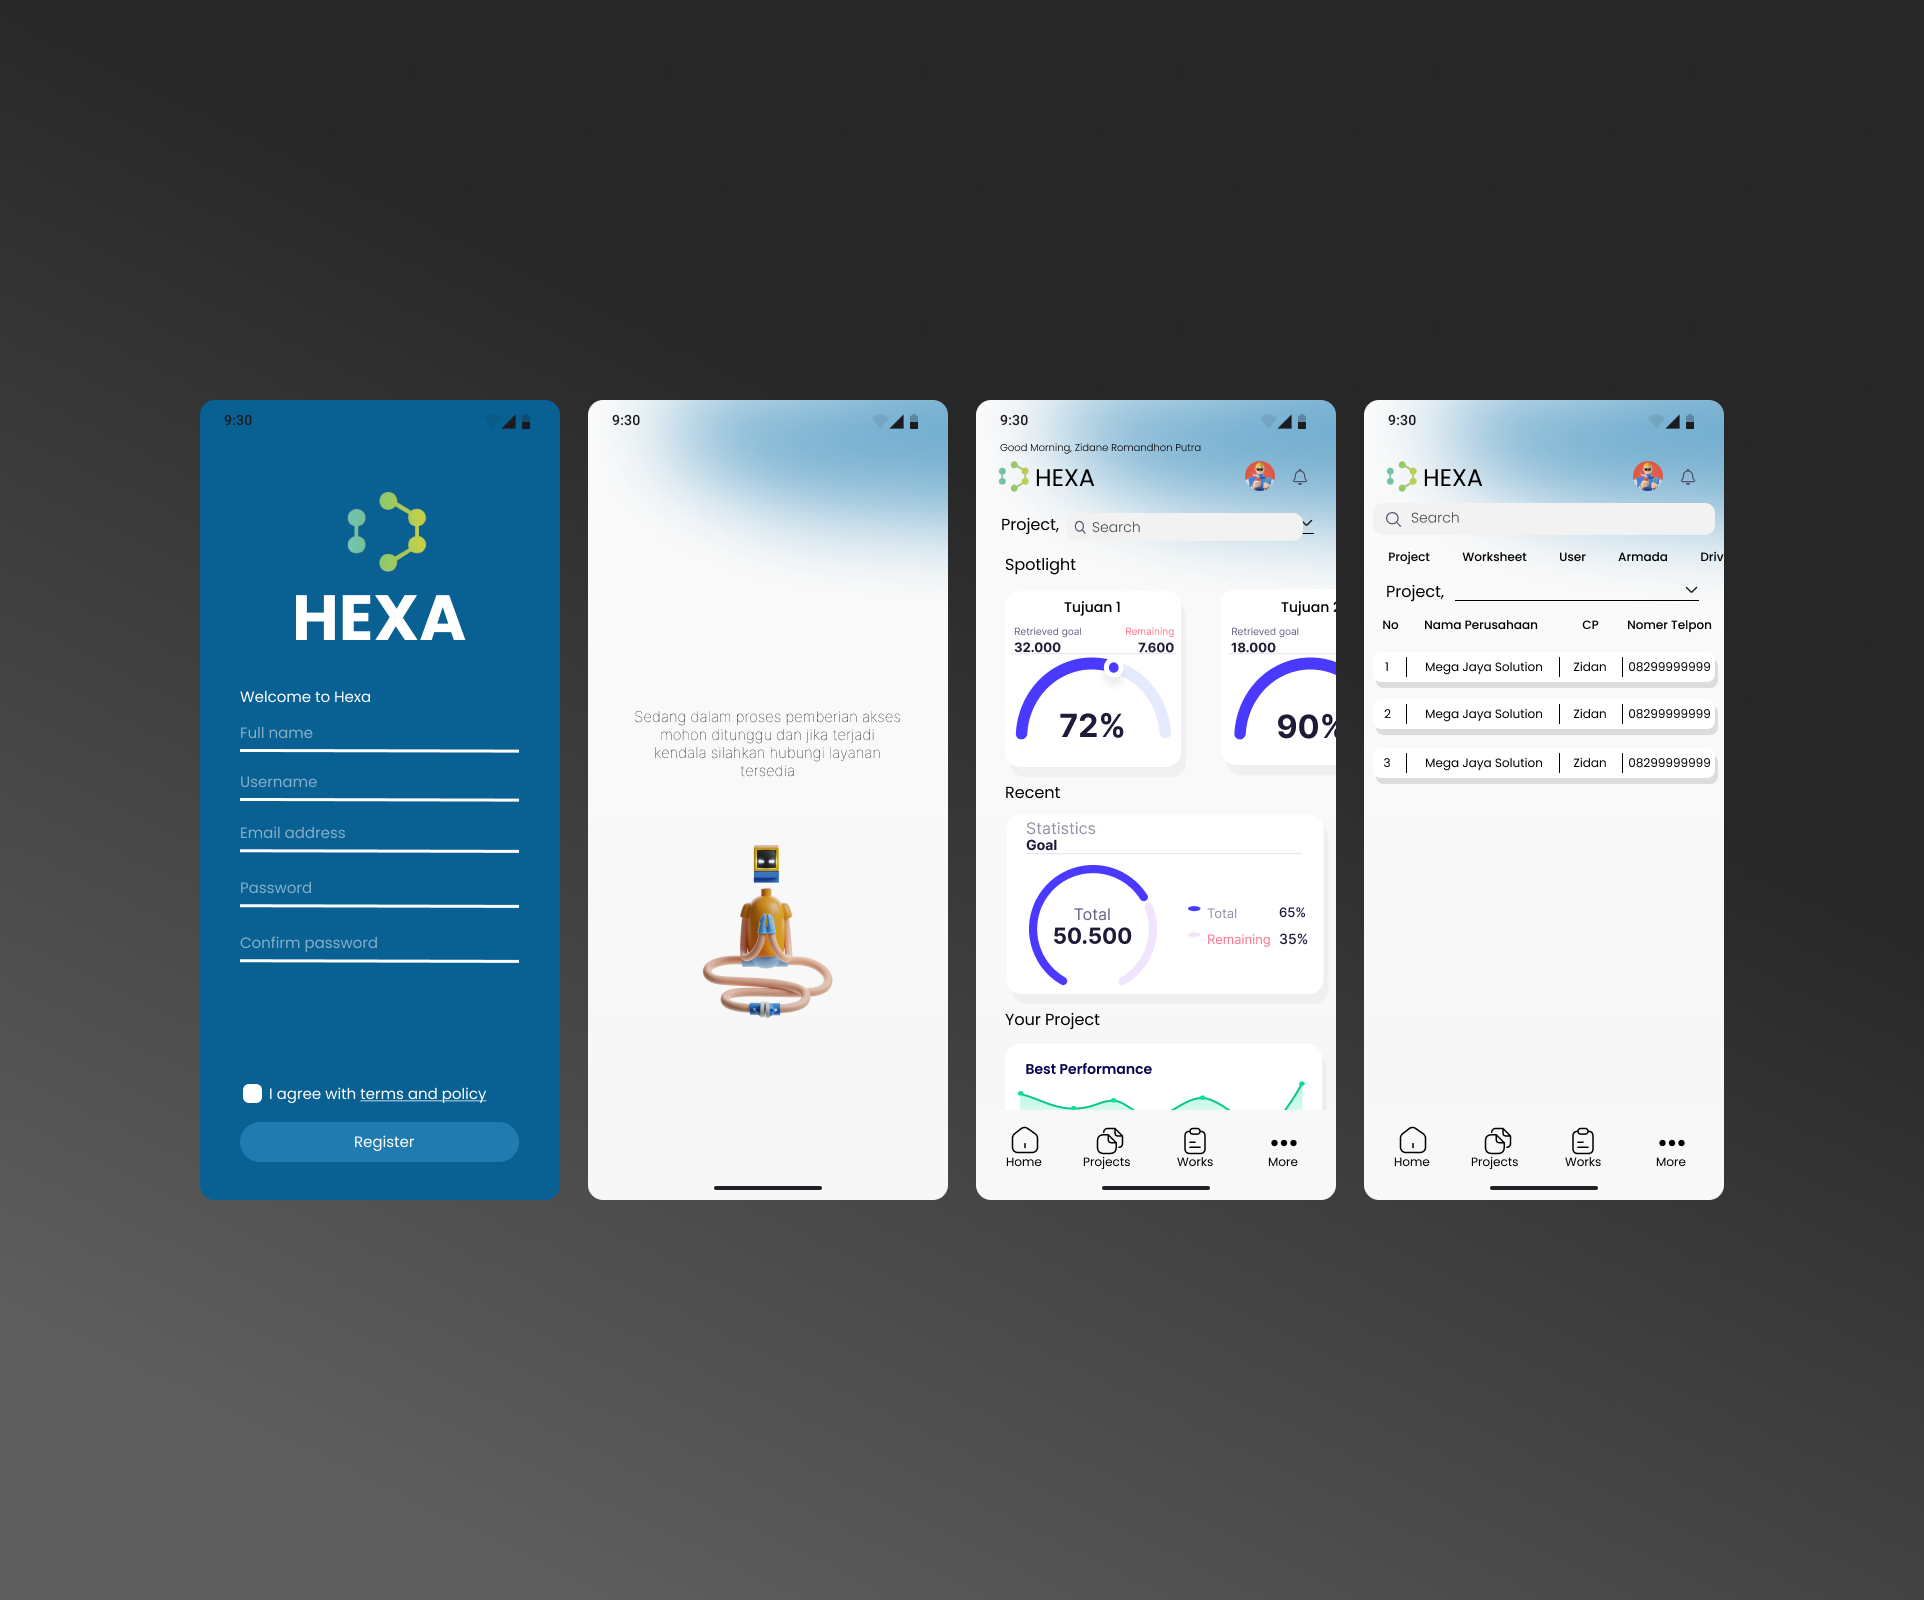 9:30
HEXA
Welcome to Hexa
Full name
Username
Email address
Password
Confirm password
I agree with terms and policy
Register
9:30
Sedang dalam proses pemberian akses
mohon ditunggu dan jika terjadi
kendala silahkan hubungi layanan
tersedia
9:30
Good Morning, Zidane Romandhon Putra
HEXA
Project, Search
Spotlight
Tujuan 1
Retrieved goal Remaining
32.000 7.600
72%
Tujuan 2
Retrieved goal
18.000
90%
Recent
Statistics
Goal
Total
50.500
Total 65%
Remaining 35%
Your Project
Best Performance
Home Projects Works More
9:30
HEXA
Search
Project Worksheet User Armada Driv
Project,
No Nama Perusahaan CP Nomer Telpon
1 Mega Jaya Solution Zidan 08299999999
2 Mega Jaya Solution Zidan 08299999999
3 Mega Jaya Solution Zidan 08299999999
Home Projects Works More